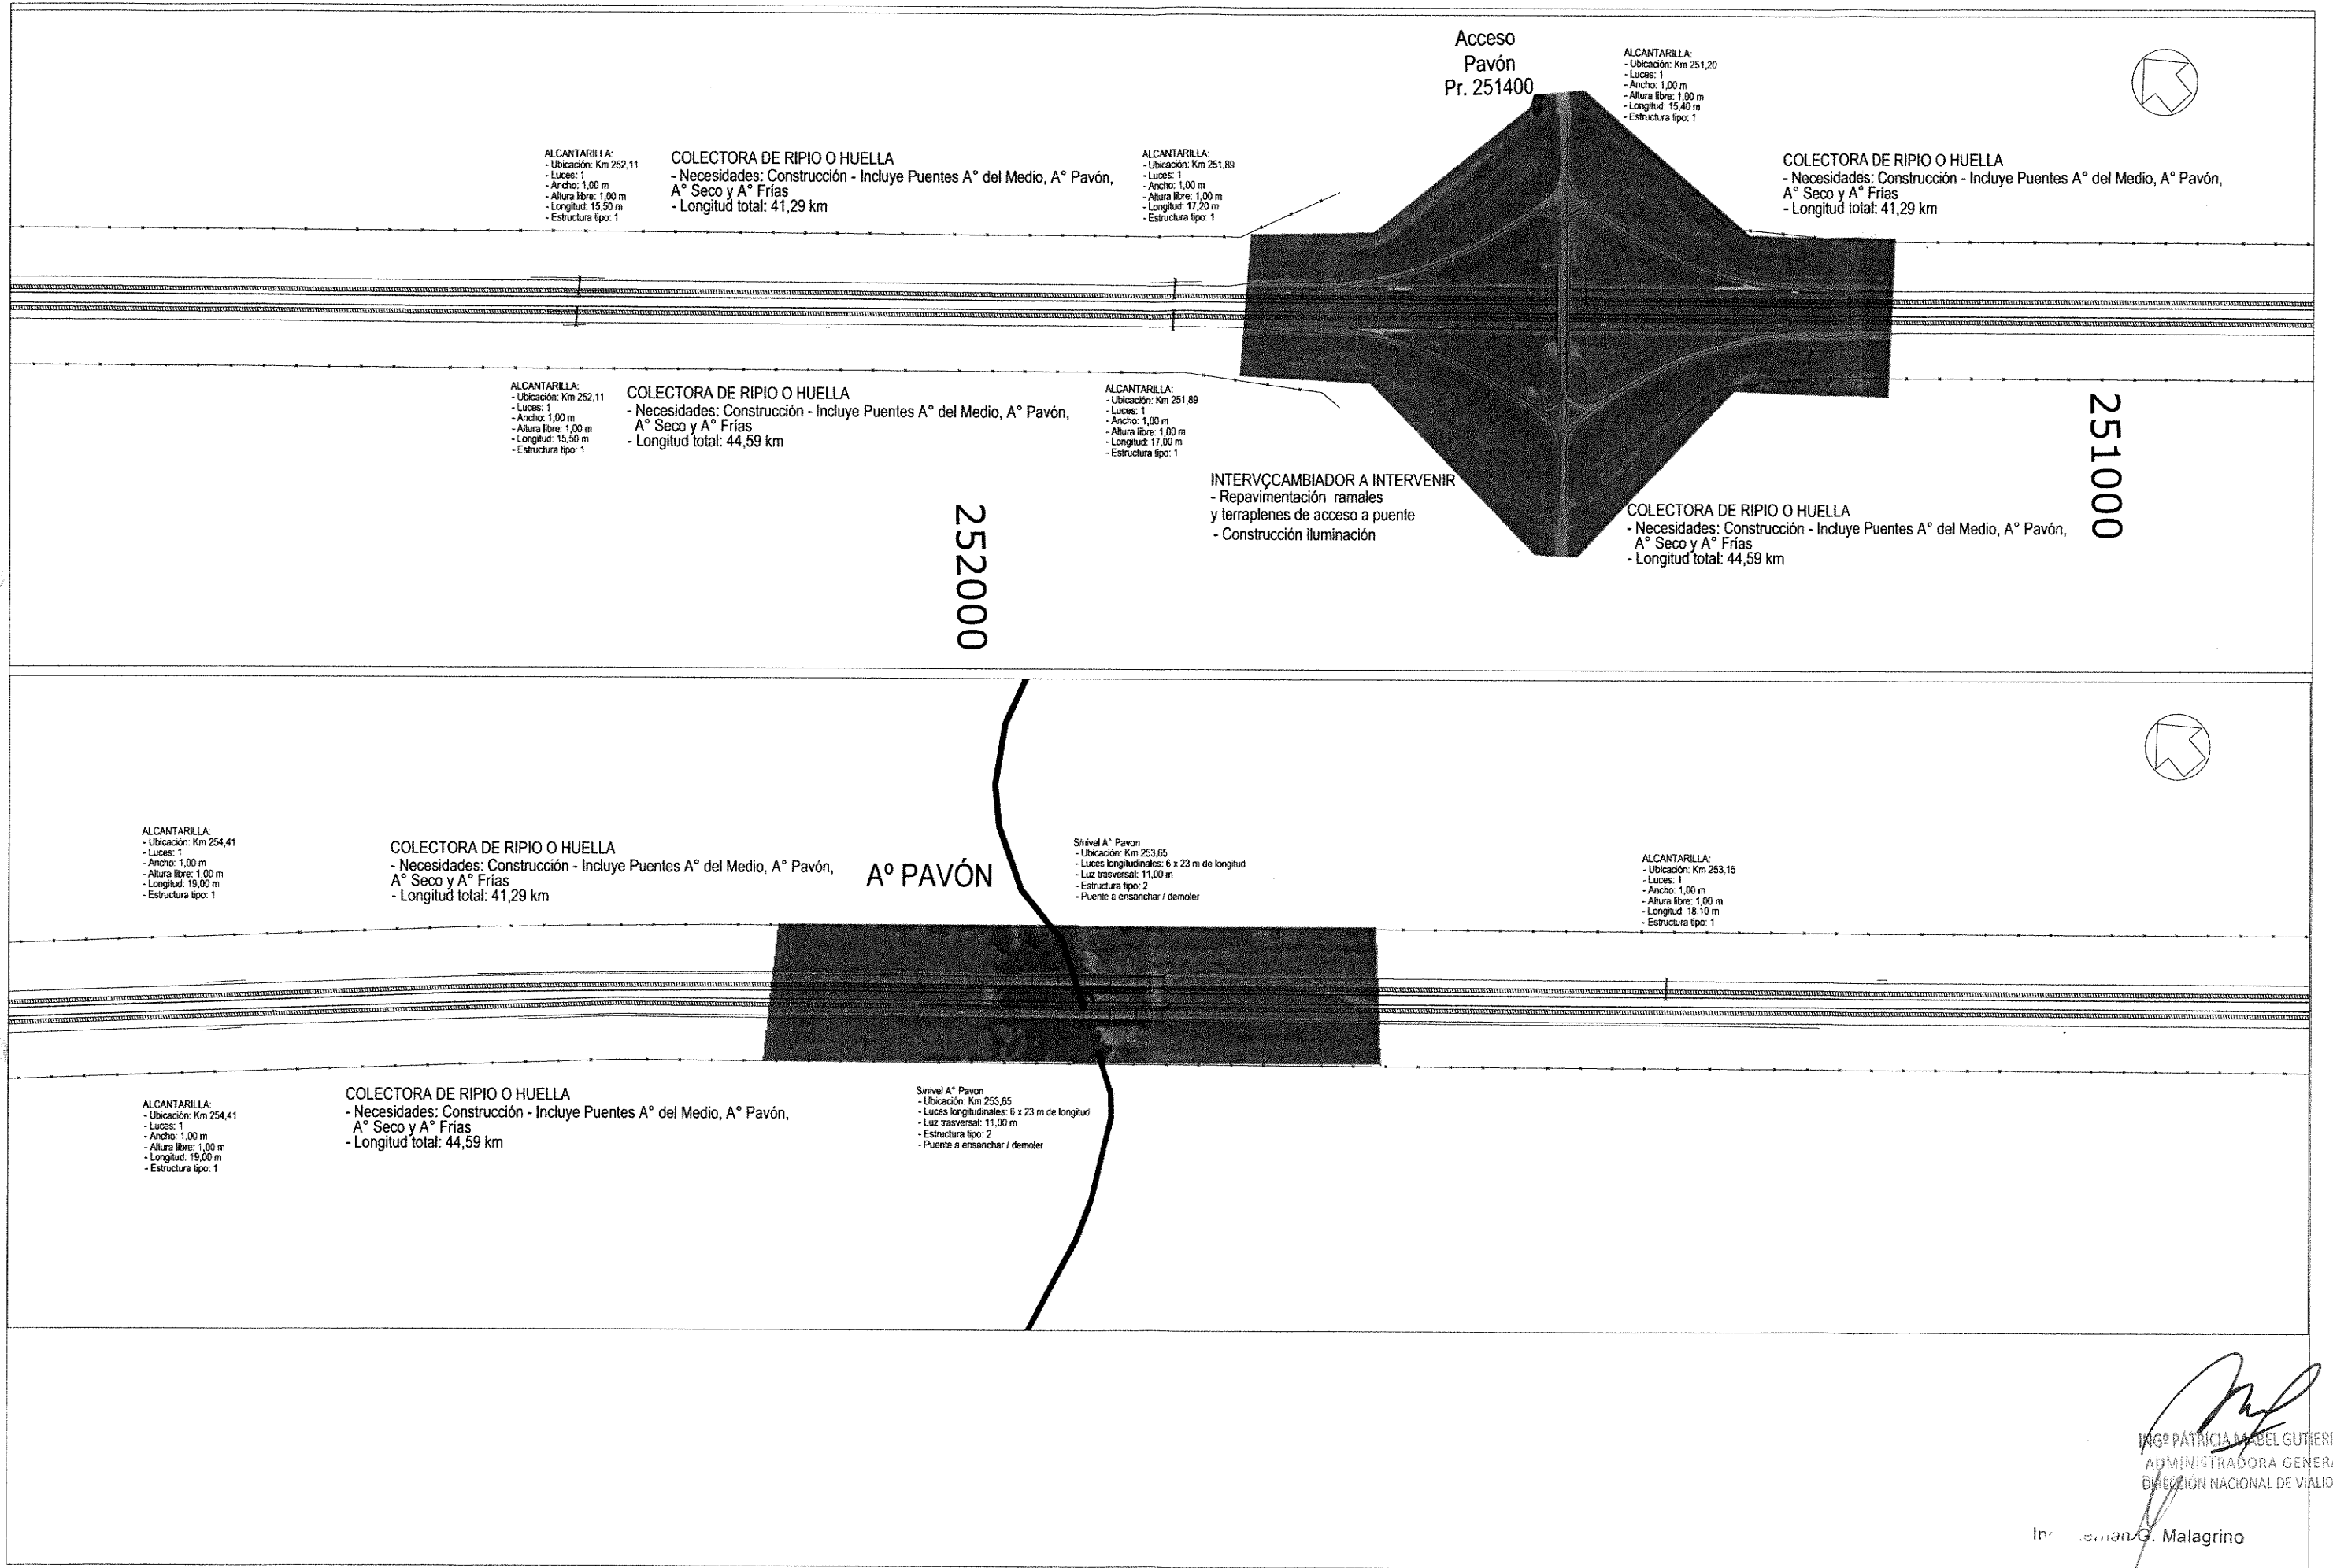 Acceso
Pavón
Pr. 251400
ALCANTARILLA:
- Ubicación: Km 251,20
- Luces: 1
- Ancho: 1,00 m
- Altura libre: 1,00 m
- Longitud: 15,40 m
- Estructura tipo: 1
ALCANTARILLA:
- Ubicación: Km 252,11
- Luces: 1
- Ancho: 1,00 m
- Altura libre: 1,00 m
- Longitud: 15,50 m
- Estructura tipo: 1
COLECTORA DE RIPIO O HUELLA
- Necesidades: Construcción - Incluye Puentes A° del Medio, A° Pavón,
A° Seco y A° Frías
- Longitud total: 41,29 km
ALCANTARILLA:
- Ubicación: Km 251,89
- Luces: 1
- Ancho: 1,00 m
- Altura libre: 1,00 m
- Longitud: 17,20 m
- Estructura tipo: 1
COLECTORA DE RIPIO O HUELLA
- Necesidades: Construcción - Incluye Puentes A° del Medio, A° Pavón,
A° Seco y A° Frías
- Longitud total: 41,29 km
ALCANTARILLA:
- Ubicación: Km 252,11
- Luces: 1
- Ancho: 1,00 m
- Altura libre: 1,00 m
- Longitud: 15,50 m
- Estructura tipo: 1
COLECTORA DE RIPIO O HUELLA
- Necesidades: Construcción - Incluye Puentes A° del Medio, A° Pavón,
A° Seco y A° Frías
- Longitud total: 44,59 km
ALCANTARILLA:
- Ubicación: Km 251,89
- Luces: 1
- Ancho: 1,00 m
- Altura libre: 1,00 m
- Longitud: 17,00 m
- Estructura tipo: 1
INTERVÇCAMBIADOR A INTERVENIR
- Repavimentación ramales
y terraplenes de acceso a puente
- Construcción iluminación
COLECTORA DE RIPIO O HUELLA
- Necesidades: Construcción - Incluye Puentes A° del Medio, A° Pavón,
A° Seco y A° Frías
- Longitud total: 44,59 km
251000
252000
ALCANTARILLA:
- Ubicación: Km 254,41
- Luces: 1
- Ancho: 1,00 m
- Altura libre: 1,00 m
- Longitud: 19,00 m
- Estructura tipo: 1
COLECTORA DE RIPIO O HUELLA
- Necesidades: Construcción - Incluye Puentes A° del Medio, A° Pavón,
A° Seco y A° Frías
- Longitud total: 41,29 km
Aº PAVÓN
S/nivel A° Pavon
- Ubicación: Km 253,65
- Luces longitudinales: 6 x 23 m de longitud
- Luz trasversal: 11,00 m
- Estructura tipo: 2
- Puente a ensanchar / demoler
ALCANTARILLA:
- Ubicación: Km 253,15
- Luces: 1
- Ancho: 1,00 m
- Altura libre: 1,00 m
- Longitud: 18,10 m
- Estructura tipo: 1
ALCANTARILLA:
- Ubicación: Km 254,41
- Luces: 1
- Ancho: 1,00 m
- Altura libre: 1,00 m
- Longitud: 19,00 m
- Estructura tipo: 1
COLECTORA DE RIPIO O HUELLA
- Necesidades: Construcción - Incluye Puentes A° del Medio, A° Pavón,
A° Seco y A° Frías
- Longitud total: 44,59 km
S/nivel A° Pavon
- Ubicación: Km 253,65
- Luces longitudinales: 6 x 23 m de longitud
- Luz trasversal: 11,00 m
- Estructura tipo: 2
- Puente a ensanchar / demoler
INGº PATRICIA MABEL GUTIERR
ADMINISTRADORA GENERA
DIRECCIÓN NACIONAL DE VIALID
G. Malagrino